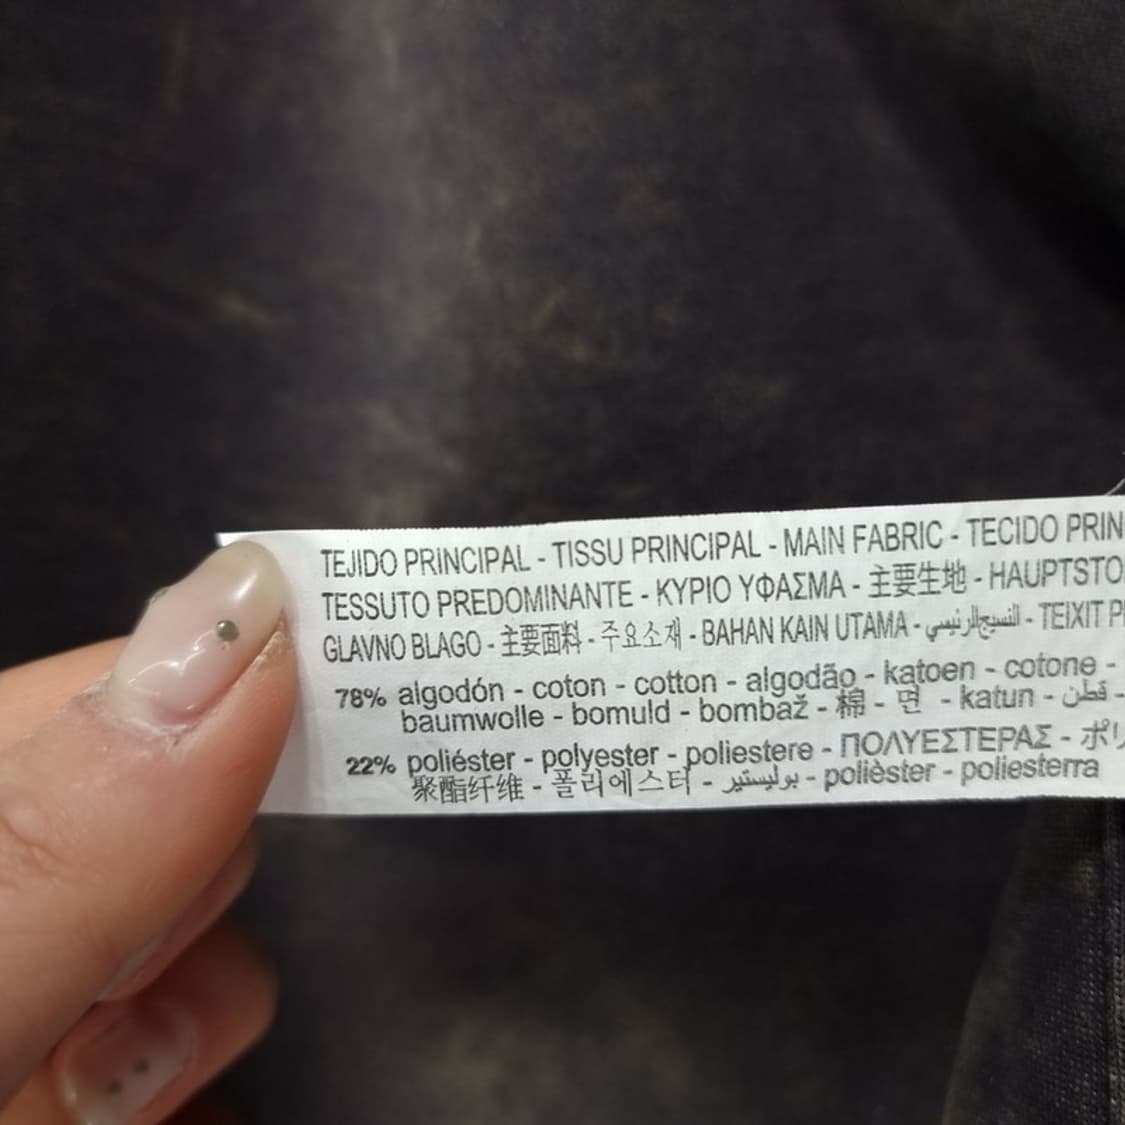 TEJIDO PRINCIPAL - TISSU PRINCIPAL - MAIN FABRIC - TECIDO PRIN
TESSUTO PREDOMINANTE - ΚΥΡΙΟ ΥΦΑΣΜΑ - 主要生地 - HAUPTSTO
GLAVNO BLAGO - 主要面料 - 주요소재 - BAHAN KAIN UTAMA - النسيج الرئيسي - TEIXIT P
78% algodón - coton - cotton - algodão - katoen - cotone -
baumwolle - bomuld - bombaž - 棉 - 면 - katun - قطن -
22% poliéster - polyester - poliestere - ΠΟΛΥΕΣΤΕΡΑΣ - ポリ
聚酯纤维 - 폴리에스터 - بوليستير - polièster - poliesterra